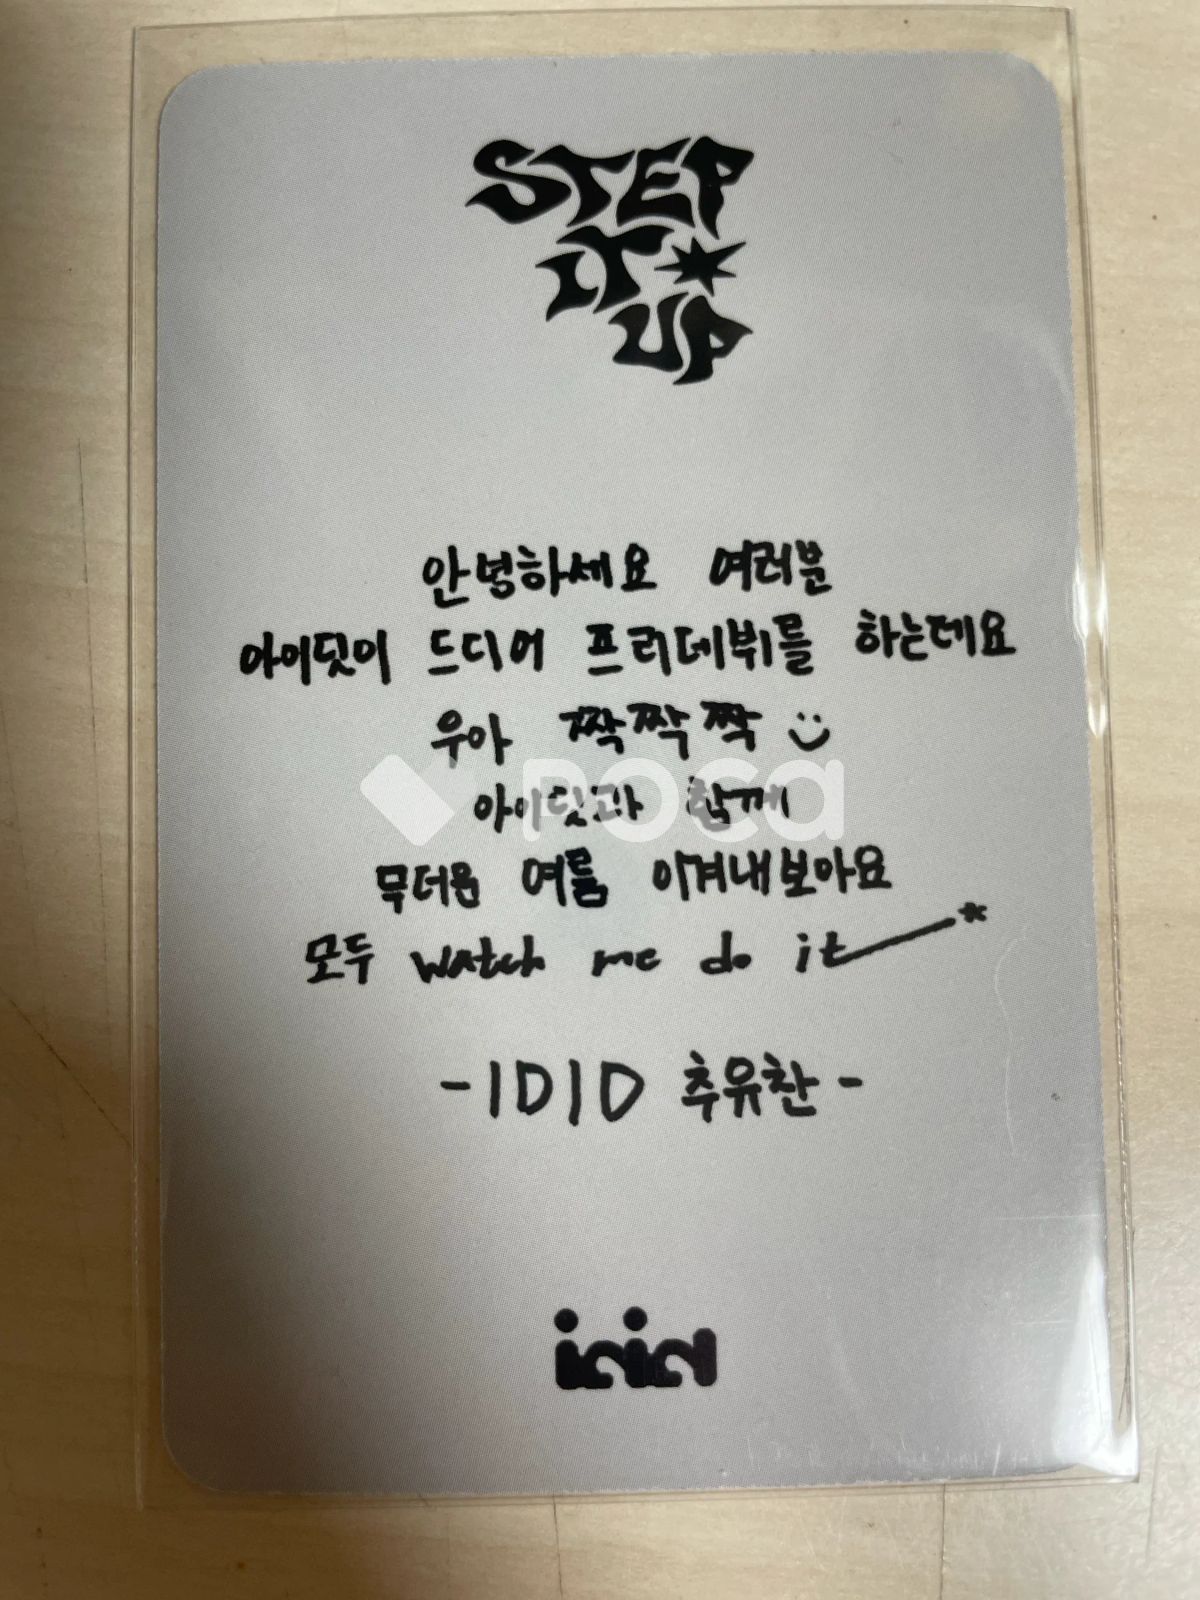 STEP
IT
UP
안녕하세요 여러분
아이딧이 드디어 프리데뷔를 하는데요
우아 짝짝짝
poca
아이딧과 함께
무더운 여름 이겨내보아요
모두 watch me do it
-IDID 추유찬-
idid